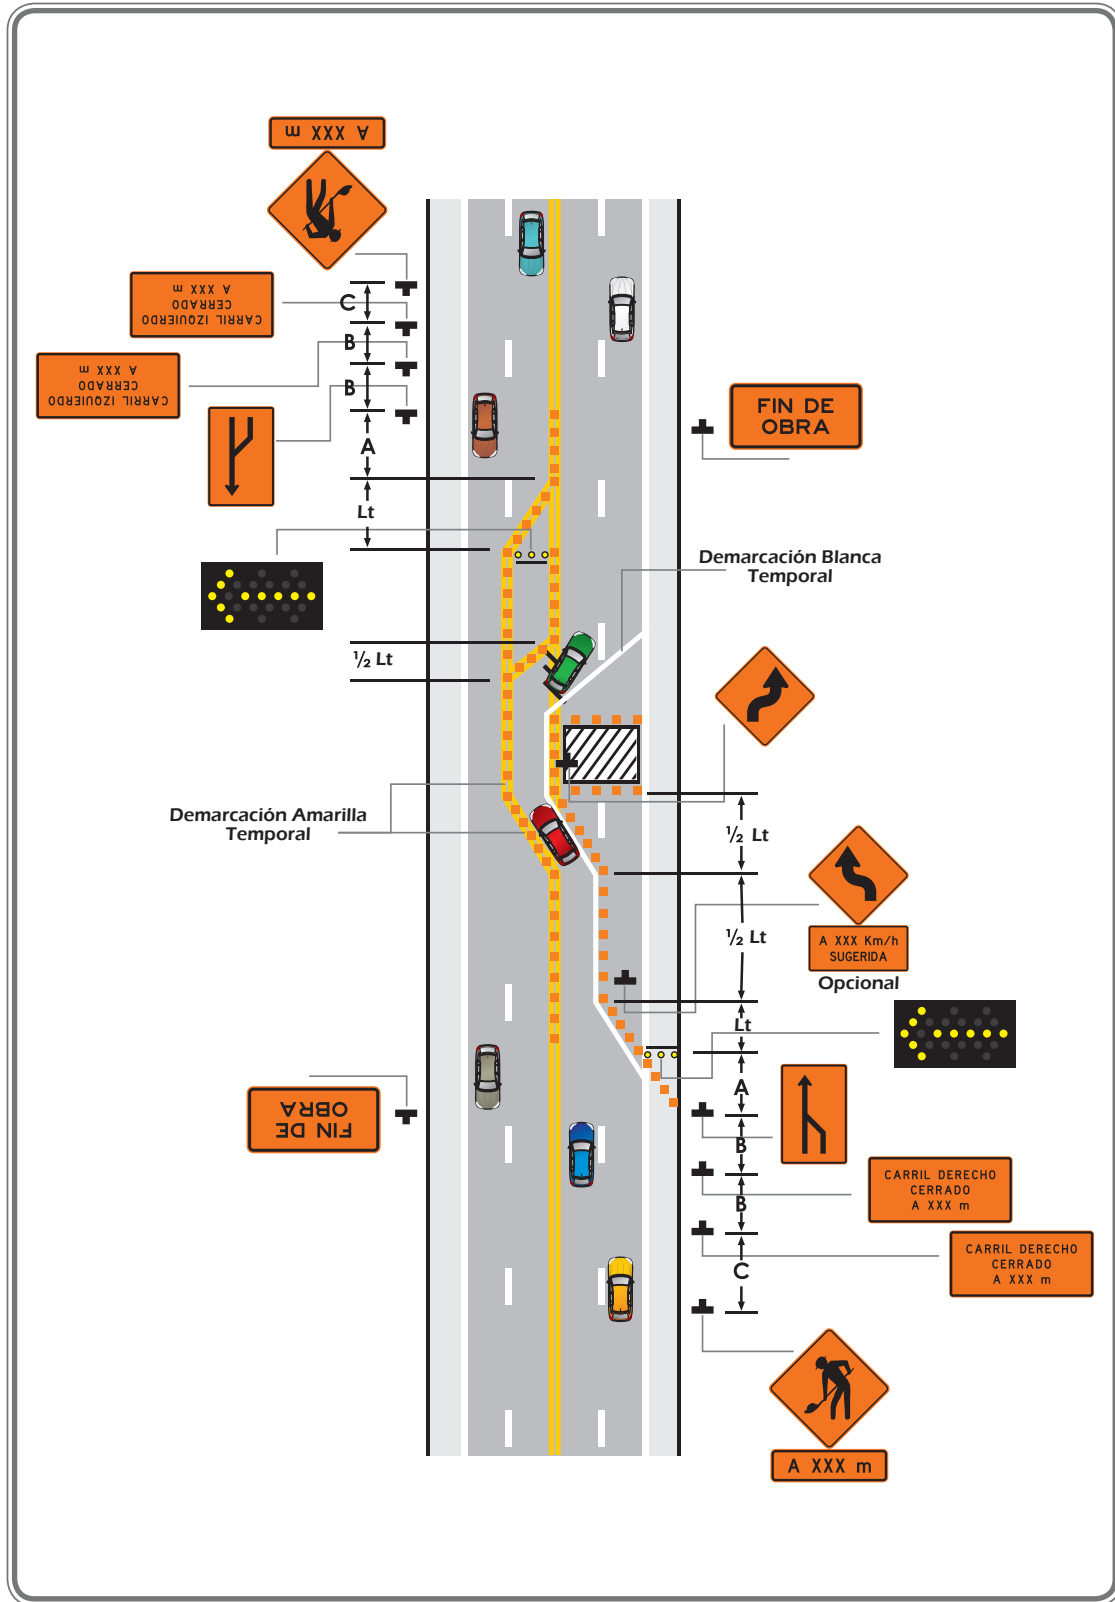 A XXX m
C
CARRIL IZQUIERDO
CERRADO
A XXX m
B
CARRIL IZQUIERDO
CERRADO
A XXX m
B
FIN DE
OBRA
A
Lt
Demarcación Blanca
Temporal
½ Lt
Demarcación Amarilla
Temporal
½ Lt
½ Lt
A XXX Km/h
SUGERIDA
Opcional
Lt
A
FIN DE
OBRA
B
CARRIL DERECHO
CERRADO
A XXX m
B
CARRIL DERECHO
CERRADO
A XXX m
C
A XXX m